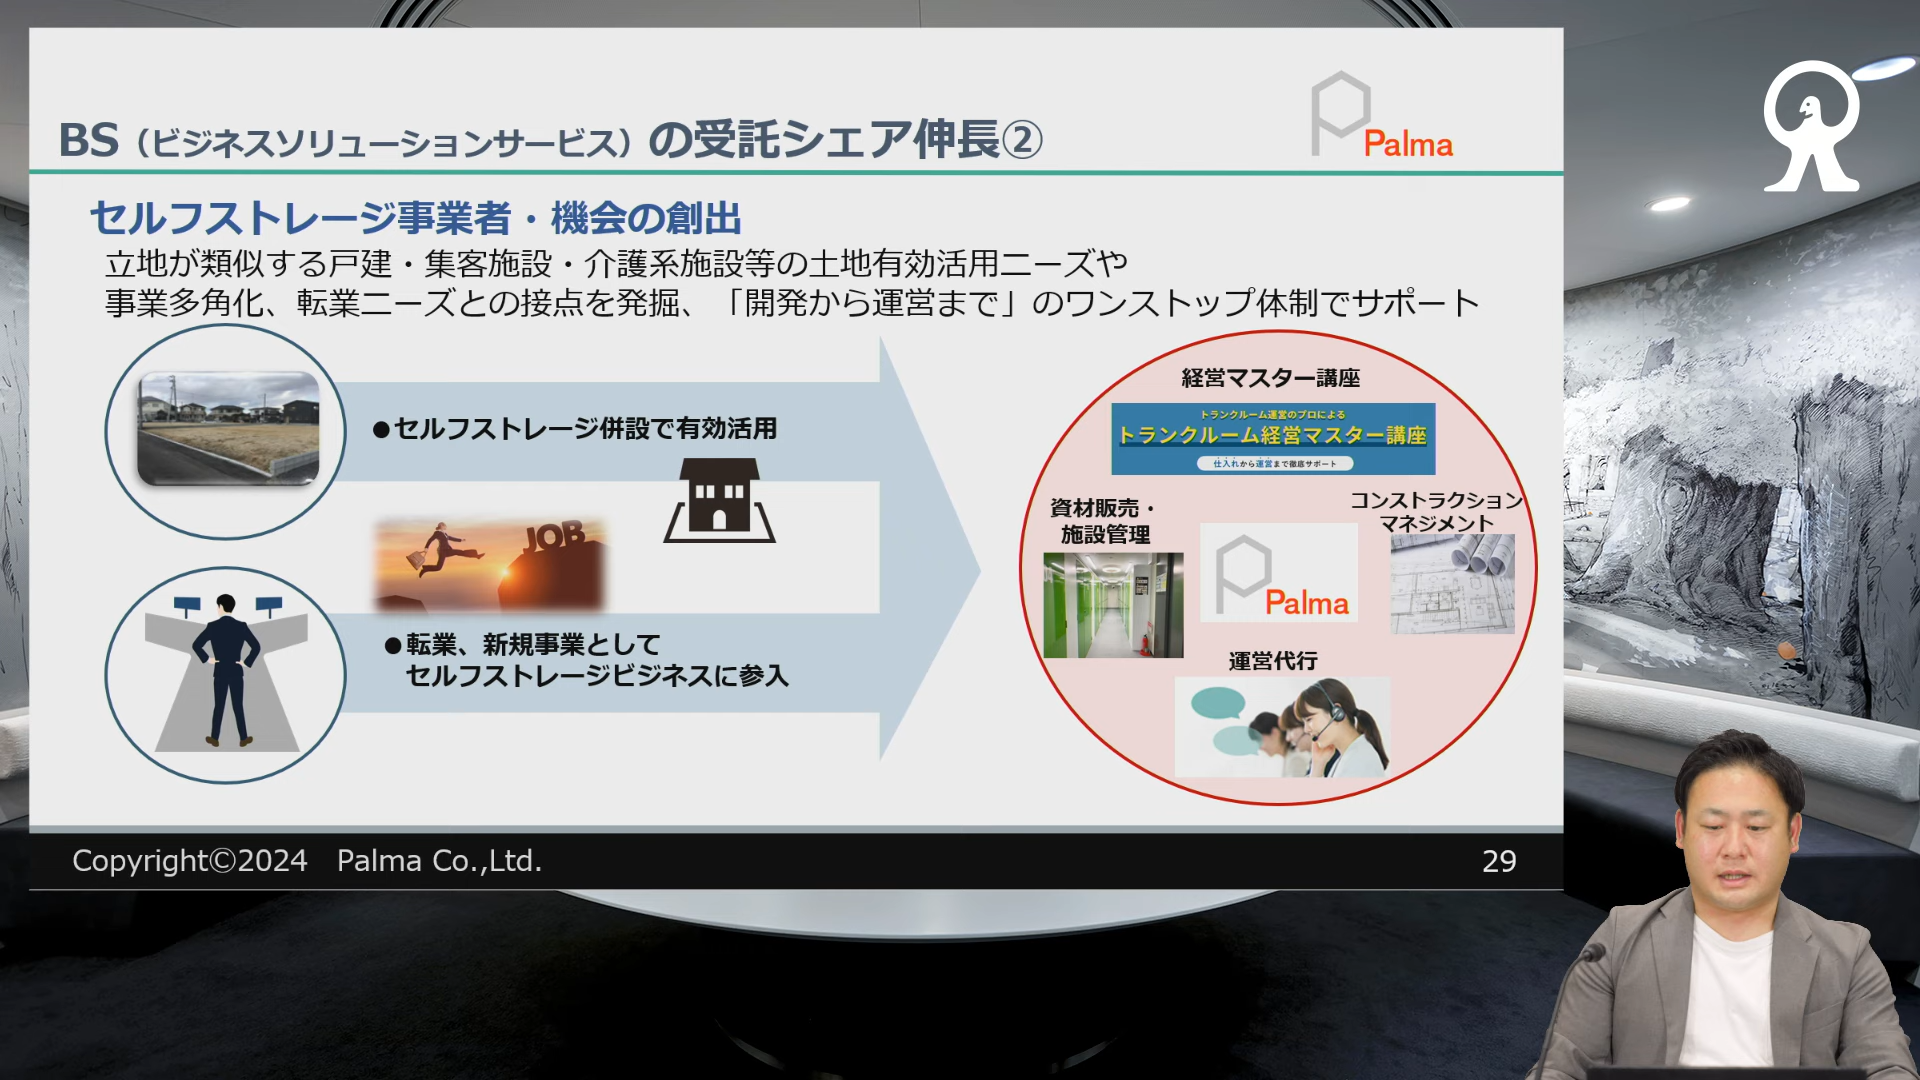 BS（ビジネスソリューションサービス）の受託シェア伸長②
Palma
セルフストレージ事業者・機会の創出
立地が類似する戸建・集客施設・介護系施設等の土地有効活用ニーズや
事業多角化、転業ニーズとの接点を発掘、「開発から運営まで」のワンストップ体制でサポート
●セルフストレージ併設で有効活用
JOB
●転業、新規事業として
セルフストレージビジネスに参入
経営マスター講座
トランクルーム運営のプロによる
トランクルーム経営マスター講座
仕入れから運営まで徹底サポート
資材販売・
施設管理
コンストラクション
マネジメント
Palma
運営代行
Copyright©2024　Palma Co.,Ltd.
29